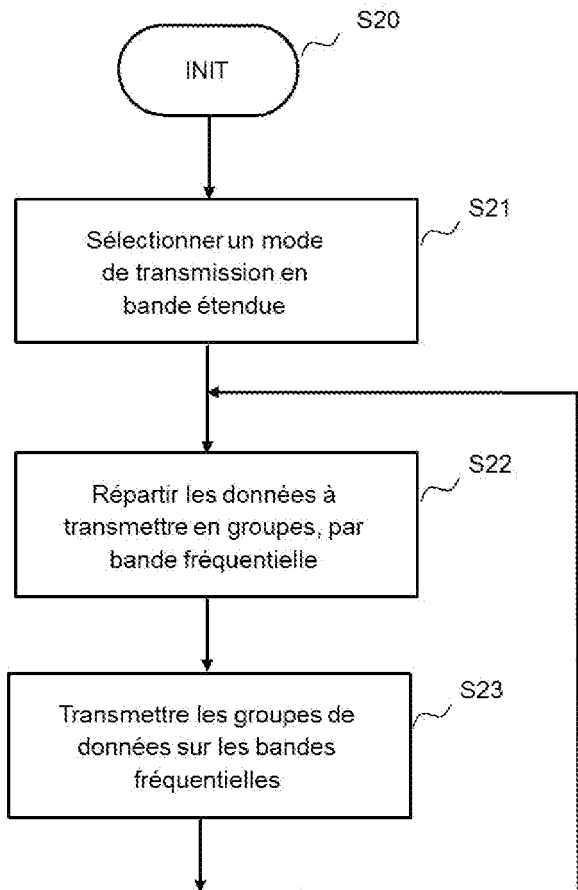 S20
INIT
S21
Sélectionner un mode
de transmission en
bande étendue
S22
Répartir les données à
transmettre en groupes, par
bande fréquentielle
S23
Transmettre les groupes de
données sur les bandes
fréquentielles